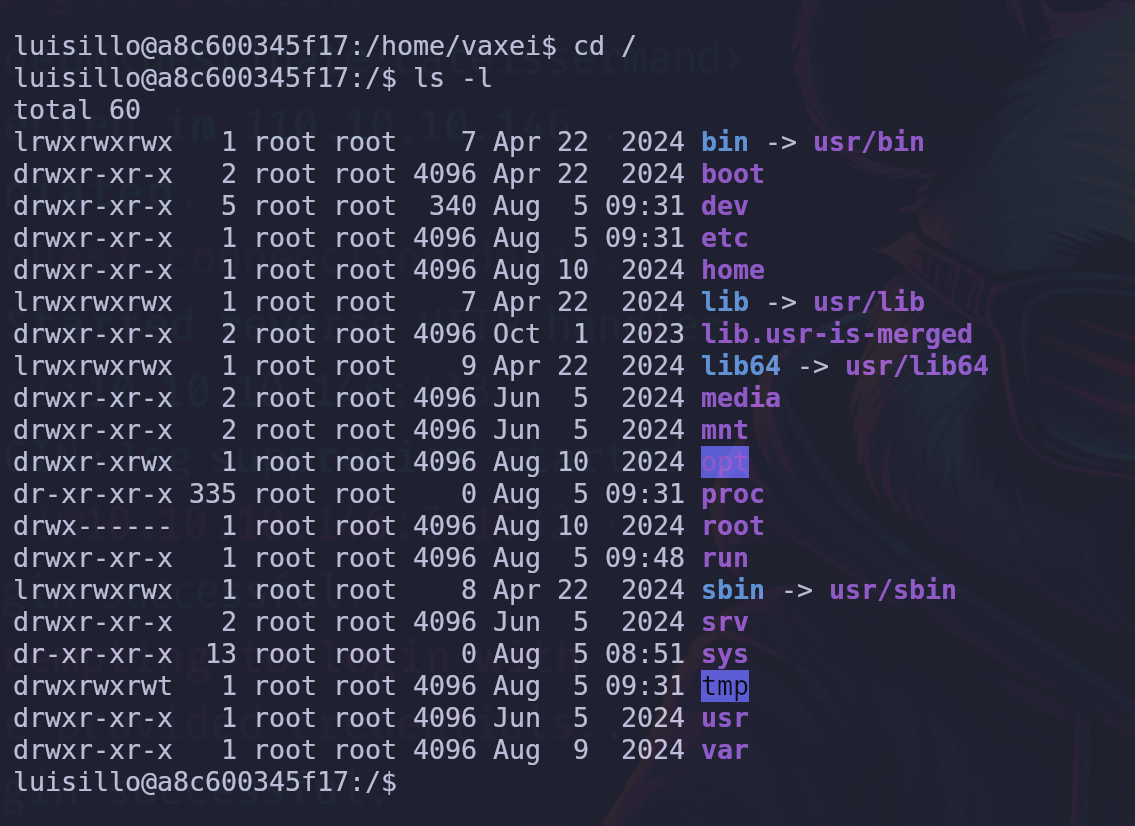 luisillo@a8c600345f17:/home/vaxei$ cd /
luisillo@a8c600345f17:/$ ls -l
total 60
lrwxrwxrwx   1 root root    7 Apr 22  2024 bin -> usr/bin
drwxr-xr-x   2 root root 4096 Apr 22  2024 boot
drwxr-xr-x   5 root root  340 Aug  5 09:31 dev
drwxr-xr-x   1 root root 4096 Aug  5 09:31 etc
drwxr-xr-x   1 root root 4096 Aug 10  2024 home
lrwxrwxrwx   1 root root    7 Apr 22  2024 lib -> usr/lib
drwxr-xr-x   2 root root 4096 Oct  1  2023 lib.usr-is-merged
lrwxrwxrwx   1 root root    9 Apr 22  2024 lib64 -> usr/lib64
drwxr-xr-x   2 root root 4096 Jun  5  2024 media
drwxr-xr-x   2 root root 4096 Jun  5  2024 mnt
drwxr-xrwx   1 root root 4096 Aug 10  2024 opt
dr-xr-xr-x 335 root root    0 Aug  5 09:31 proc
drwx------   1 root root 4096 Aug 10  2024 root
drwxr-xr-x   1 root root 4096 Aug  5 09:48 run
lrwxrwxrwx   1 root root    8 Apr 22  2024 sbin -> usr/sbin
drwxr-xr-x   2 root root 4096 Jun  5  2024 srv
dr-xr-xr-x  13 root root    0 Aug  5 08:51 sys
drwxrwxrwt   1 root root 4096 Aug  5 09:31 tmp
drwxr-xr-x   1 root root 4096 Jun  5  2024 usr
drwxr-xr-x   1 root root 4096 Aug  9  2024 var
luisillo@a8c600345f17:/$